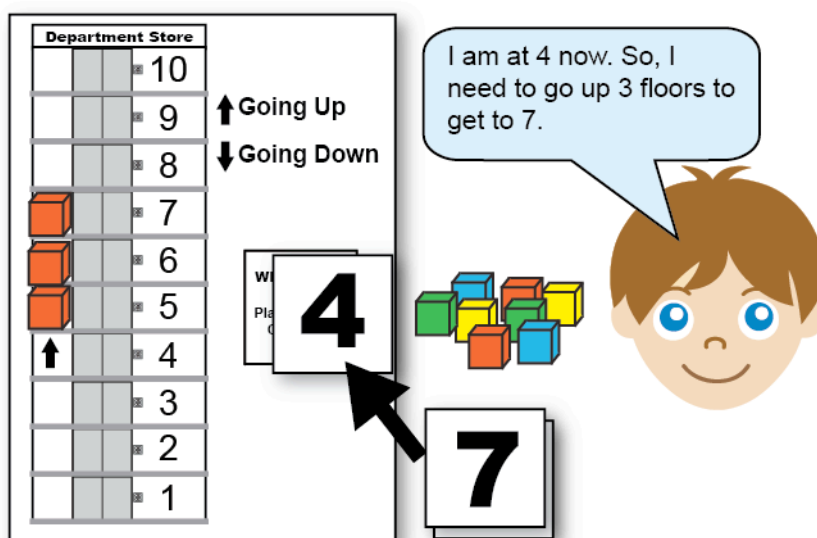 Department Store
10
9
8
7
6
5
4
3
2
1
Going Up
Going Down
4
7
I am at 4 now. So, I
need to go up 3 floors to
get to 7.